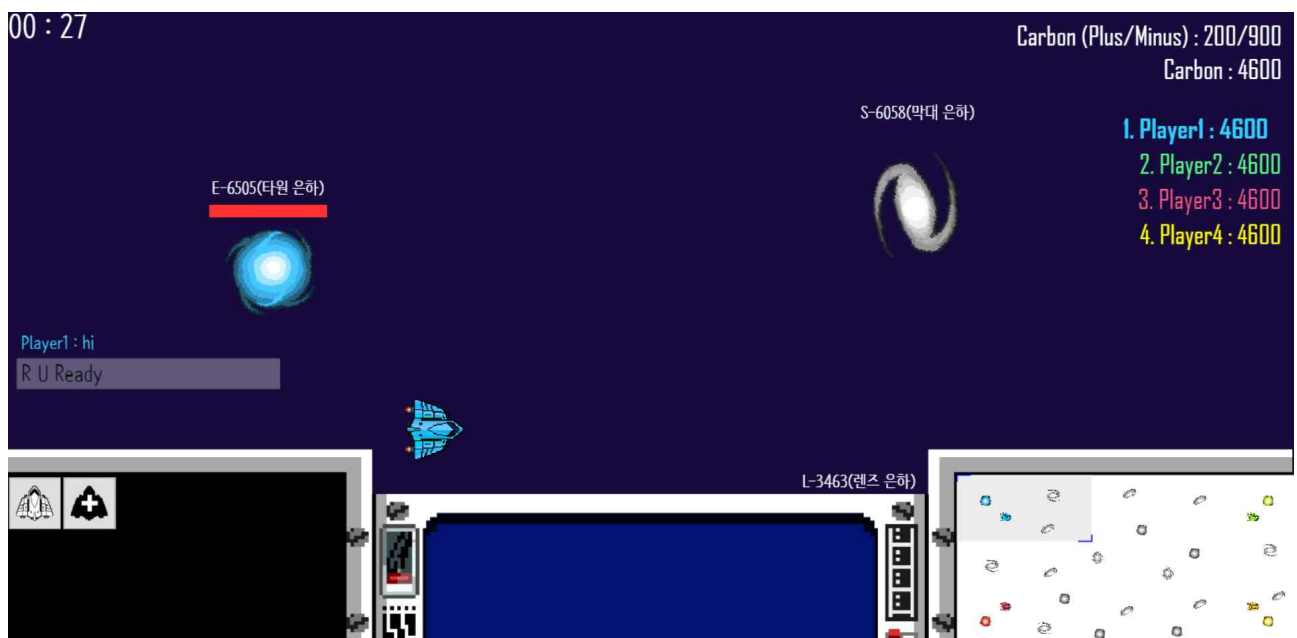 00 : 27
Carbon (Plus/Minus) : 200/900
Carbon : 4600
S-6058(막대 은하)
1. Player1 : 4600
2. Player2 : 4600
E-6505(타원 은하)
3. Player3 : 4600
4. Player4 : 4600
Player1 : hi
R U Ready
L-3463(렌즈 은하)